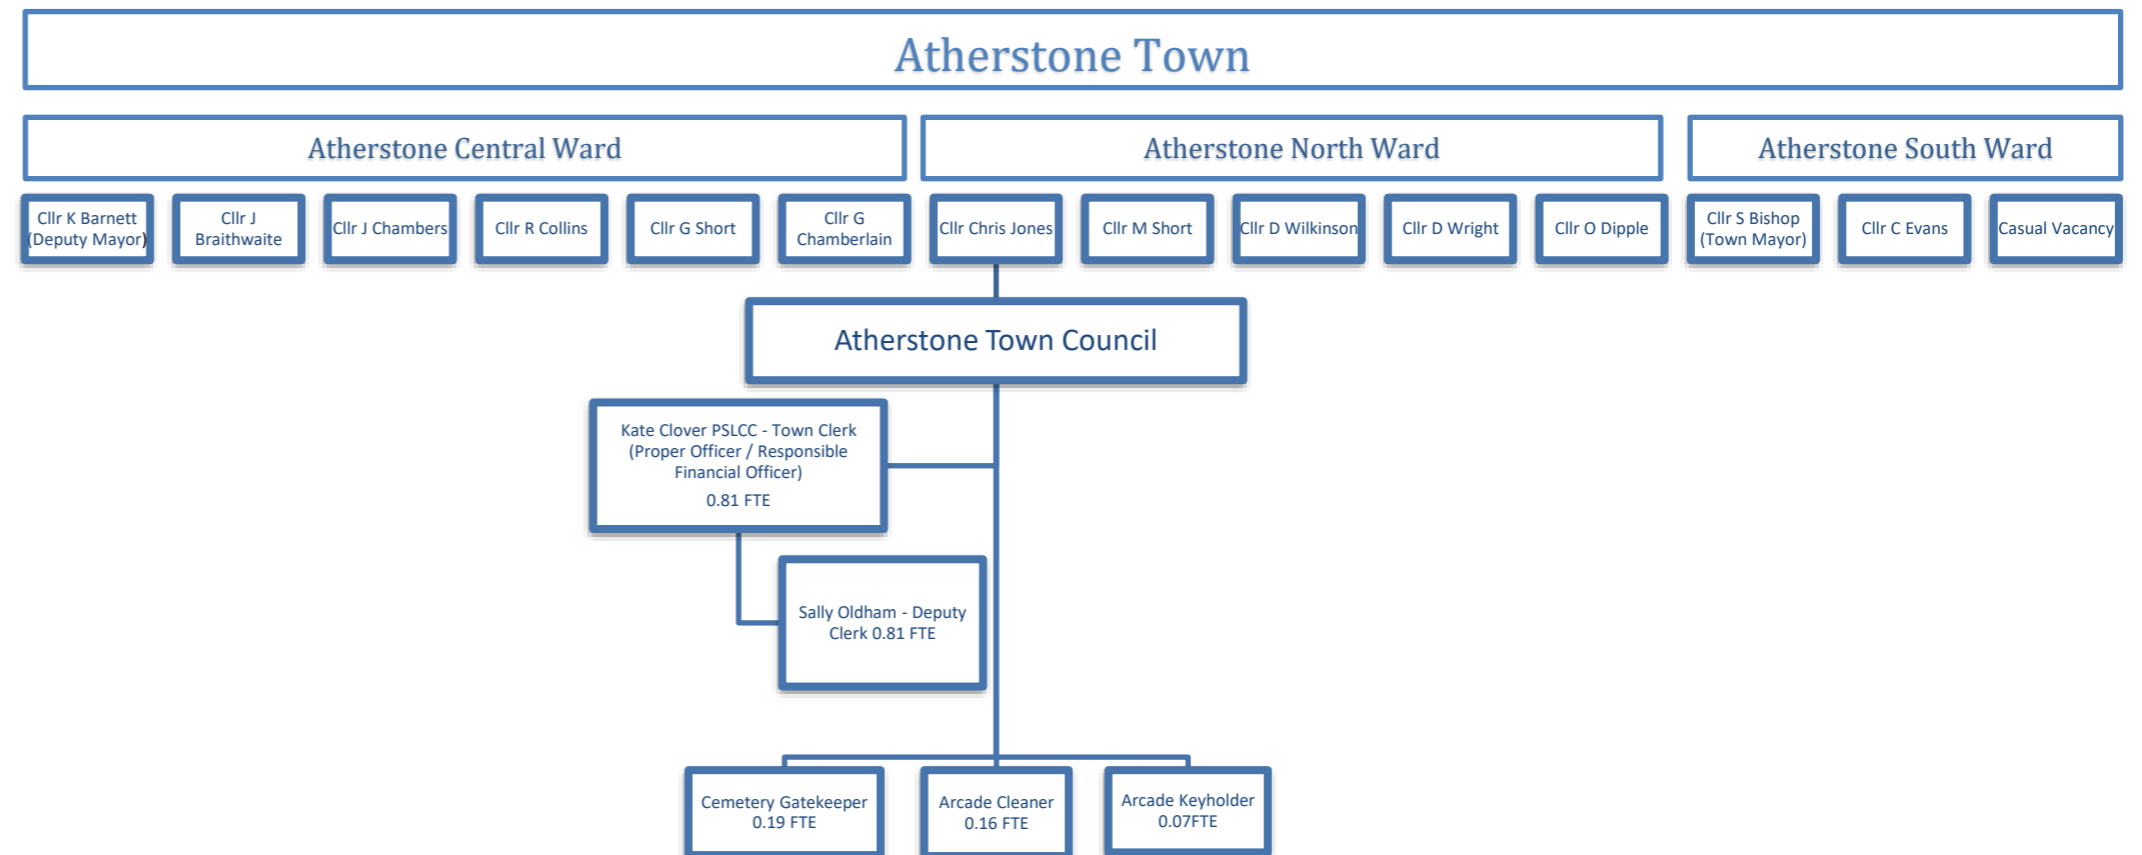 Atherstone Town
Atherstone Central Ward
Atherstone North Ward
Atherstone South Ward
Cllr K Barnett
(Deputy Mayor)
Cllr J
Braithwaite
Cllr J Chambers
Cllr R Collins
Cllr G Short
Cllr G
Chamberlain
Cllr Chris Jones
Cllr M Short
Cllr D Wilkinson
Cllr D Wright
Cllr O Dipple
Cllr S Bishop
(Town Mayor)
Cllr C Evans
Casual Vacancy
Atherstone Town Council
Kate Clover PSLCC - Town Clerk
(Proper Officer / Responsible
Financial Officer)
0.81 FTE
Sally Oldham - Deputy
Clerk 0.81 FTE
Cemetery Gatekeeper
0.19 FTE
Arcade Cleaner
0.16 FTE
Arcade Keyholder
0.07FTE